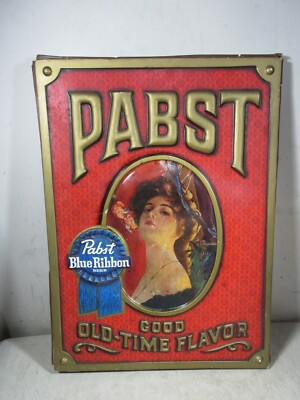 PABST
Pabst
Blue Ribbon
BEER
GOOD
OLD-TIME FLAVOR